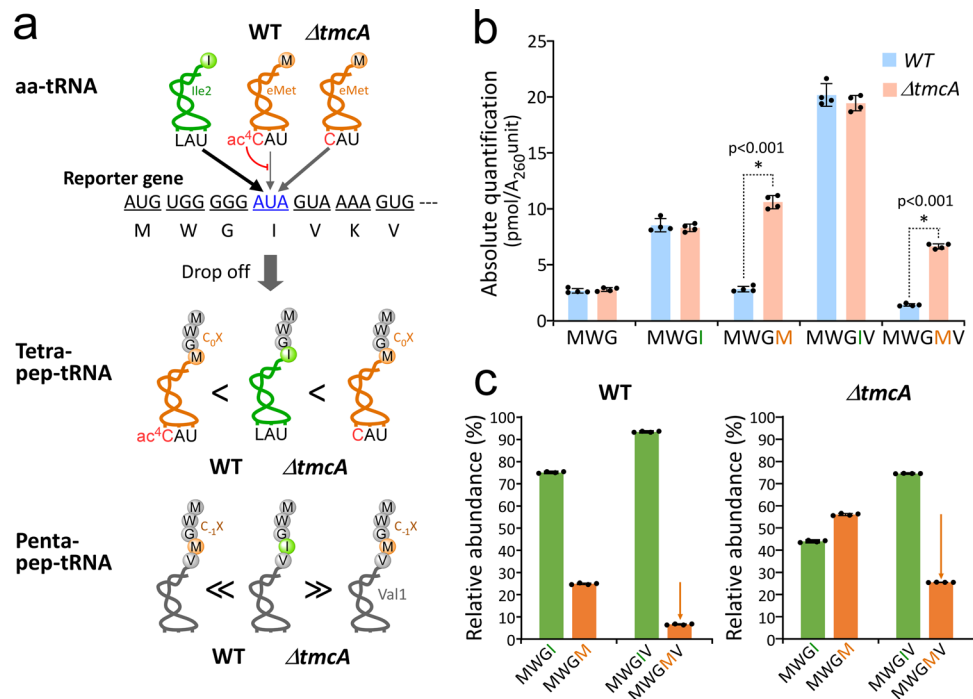 a
WT ΔtmcA
aa-tRNA
I M M
Ile2 eMet eMet
LAU ac⁴CAU CAU
Reporter gene
AUG UGG GGG AUA GUA AAA GUG ---
M W G I V K V
Drop off
Tetra-
pep-tRNA
M M M
W W W
G G G
M I M
C₀X C₀X
< <
ac⁴CAU LAU CAU
WT ΔtmcA
Penta-
pep-tRNA
M M M
W W W
G G G
M I M
V V V
C₋₁X C₋₁X
≪ ≫
Val1
WT ΔtmcA
b
Absolute quantification
(pmol/A₂₆₀unit)
25
20
15
10
5
0
WT
ΔtmcA
p<0.001
*
p<0.001
*
MWG MWGI MWGM MWGIV MWGMV
c
WT
Relative abundance (%)
100
90
80
70
60
50
40
30
20
10
0
MWGI MWGM MWGIV MWGMV
ΔtmcA
Relative abundance (%)
100
90
80
70
60
50
40
30
20
10
0
MWGI MWGM MWGIV MWGMV